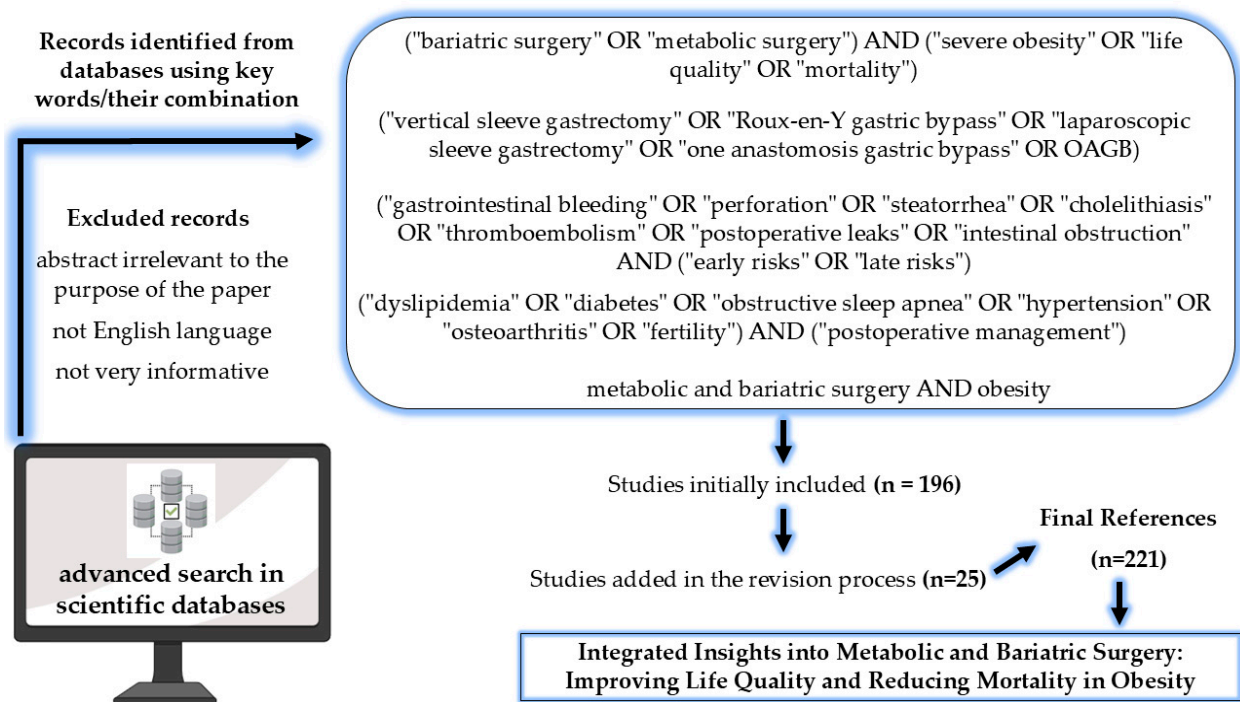 Records identified from
databases using key
words/their combination
Excluded records
abstract irrelevant to the
purpose of the paper
not English language
not very informative
advanced search in
scientific databases
("bariatric surgery" OR "metabolic surgery") AND ("severe obesity" OR "life
quality" OR "mortality")
("vertical sleeve gastrectomy" OR "Roux-en-Y gastric bypass" OR "laparoscopic
sleeve gastrectomy" OR "one anastomosis gastric bypass" OR OAGB)
("gastrointestinal bleeding" OR "perforation" OR "steatorrhea" OR "cholelithiasis"
OR "thromboembolism" OR "postoperative leaks" OR "intestinal obstruction"
AND ("early risks" OR "late risks")
("dyslipidemia" OR "diabetes" OR "obstructive sleep apnea" OR "hypertension" OR
"osteoarthritis" OR "fertility") AND ("postoperative management")
metabolic and bariatric surgery AND obesity
Studies initially included (n = 196)
Studies added in the revision process (n=25)
Final References
(n=221)
Integrated Insights into Metabolic and Bariatric Surgery:
Improving Life Quality and Reducing Mortality in Obesity